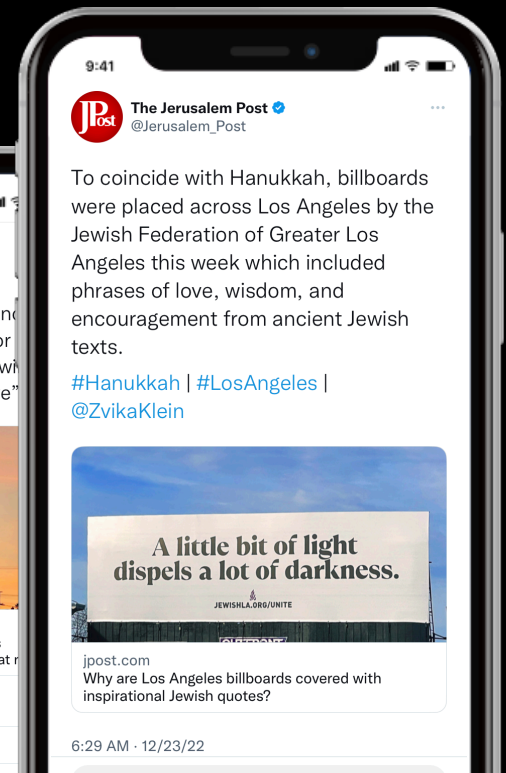 9:41
JPost
The Jerusalem Post
@Jerusalem_Post
To coincide with Hanukkah, billboards
were placed across Los Angeles by the
Jewish Federation of Greater Los
Angeles this week which included
phrases of love, wisdom, and
encouragement from ancient Jewish
texts.
#Hanukkah | #LosAngeles |
@ZvikaKlein
A little bit of light
dispels a lot of darkness.
JEWISHLA.ORG/UNITE
OUTFRONT
jpost.com
Why are Los Angeles billboards covered with
inspirational Jewish quotes?
6:29 AM · 12/23/22